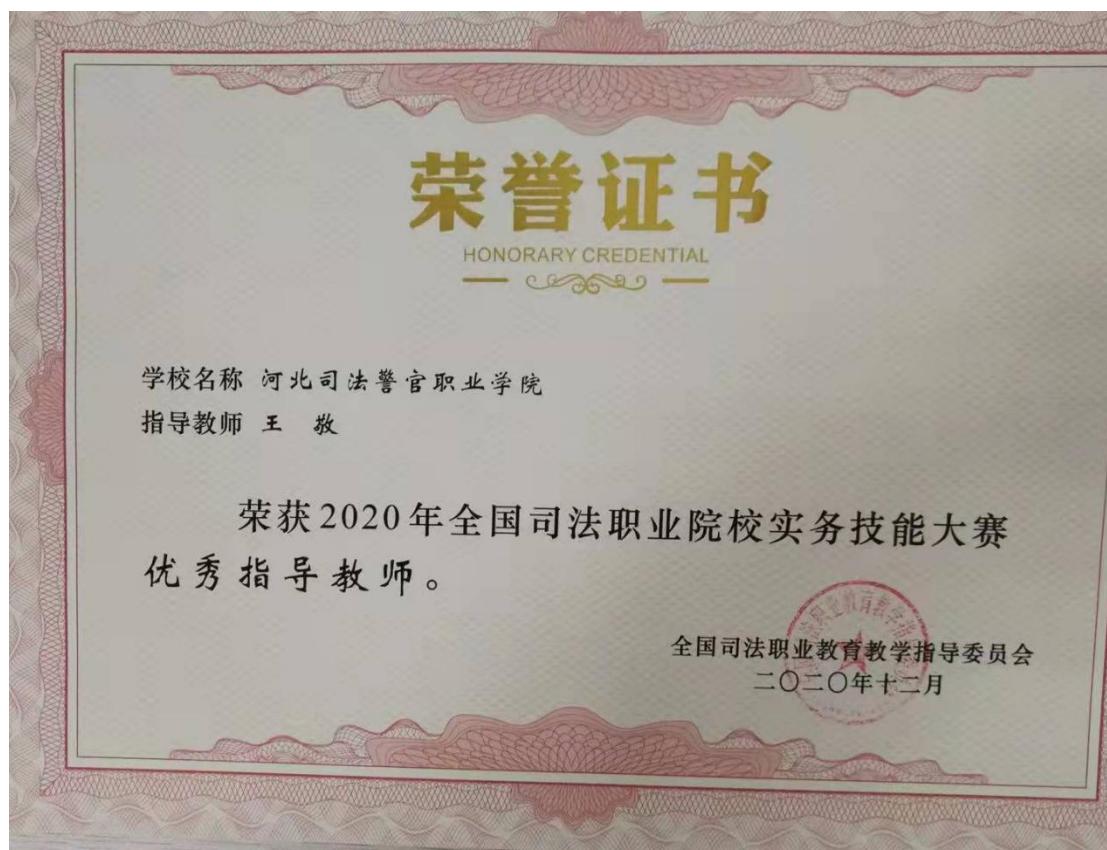 荣誉证书
HONORARY CREDENTIAL
学校名称 河北司法警官职业学院
指导教师 王 敬
荣获2020年全国司法职业院校实务技能大赛
优秀指导教师。
全国司法职业教育教学指导委员会
二〇二〇年十二月